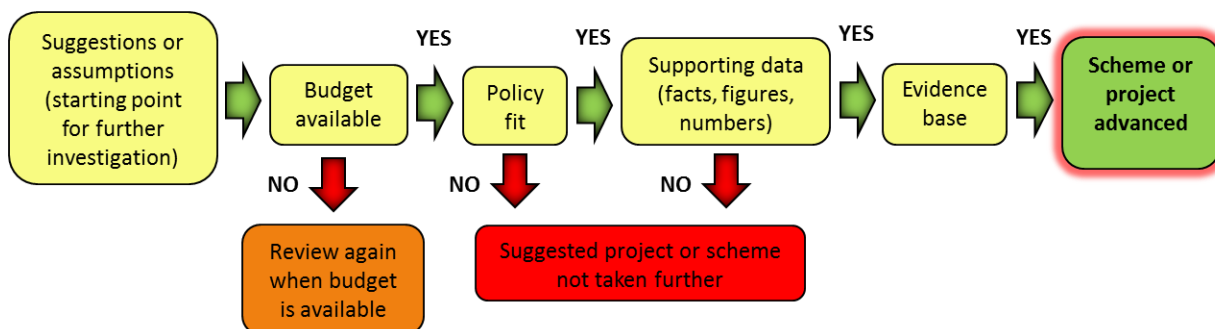 Suggestions or
assumptions
(starting point
for further
investigation)
Budget
available
YES
Policy
fit
YES
Supporting data
(facts, figures,
numbers)
YES
Evidence
base
YES
Scheme or
project
advanced
NO
NO
NO
Review again
when budget
is available
Suggested project or scheme
not taken further